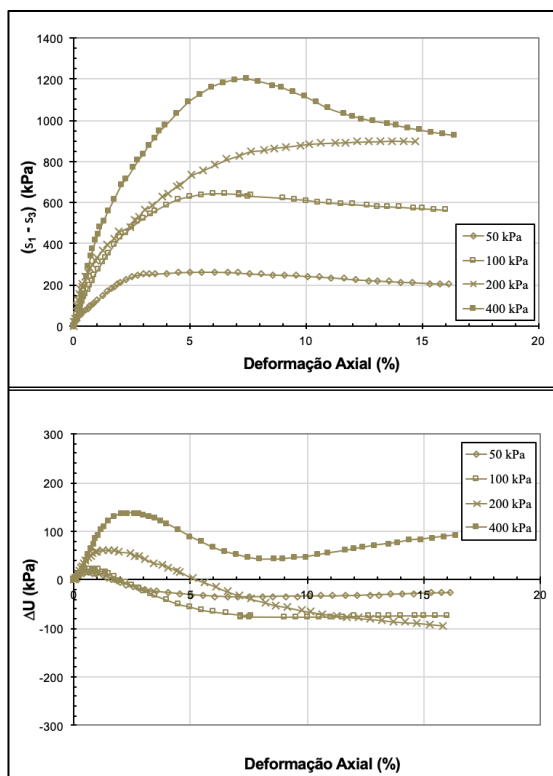 1400
1200
1000
800
600
400
200
0
(s₁ - s₃) (kPa)
50 kPa
100 kPa
200 kPa
400 kPa
0 5 10 15 20
Deformação Axial (%)
300
200
100
0
-100
-200
-300
ΔU (kPa)
50 kPa
100 kPa
200 kPa
400 kPa
0 5 10 15 20
Deformação Axial (%)